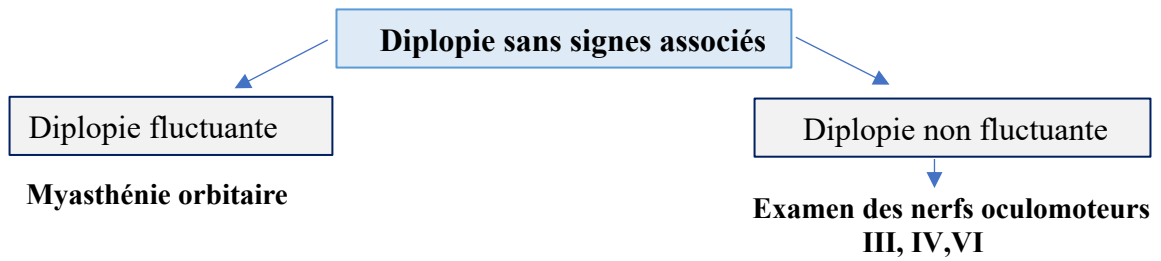 Diplopie sans signes associés
Diplopie fluctuante
Diplopie non fluctuante
Myasthénie orbitaire
Examen des nerfs oculomoteurs
III, IV,VI